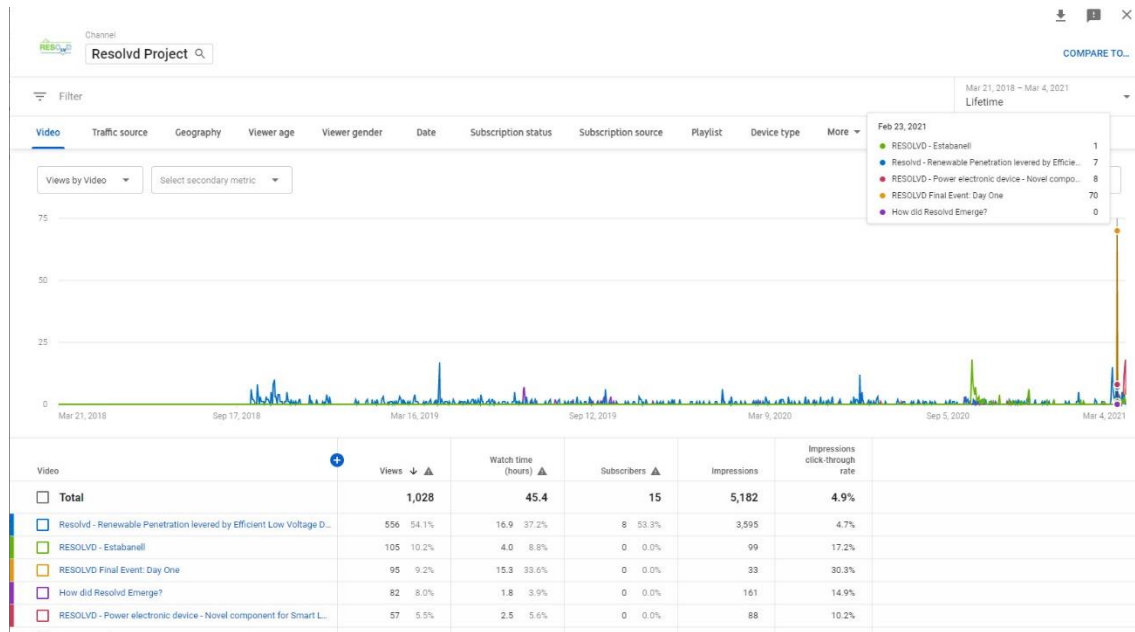 Channel
RESOLVD
Resolvd Project
COMPARE TO...
Filter
Mar 21, 2018 – Mar 4, 2021
Lifetime
Video Traffic source Geography Viewer age Viewer gender Date Subscription status Subscription source Playlist Device type More
Feb 23, 2021
RESOLVD - Estabanell 1
Resolvd - Renewable Penetration levered by Efficie... 7
RESOLVD - Power electronic device - Novel compo... 8
RESOLVD Final Event: Day One 70
How did Resolvd Emerge? 0
Views by Video Select secondary metric
75
50
25
0
Mar 21, 2018 Sep 17, 2018 Mar 16, 2019 Sep 12, 2019 Mar 9, 2020 Sep 5, 2020 Mar 4, 2021
Video Views Watch time (hours) Subscribers Impressions Impressions click-through rate
Total 1,028 45.4 15 5,182 4.9%
Resolvd - Renewable Penetration levered by Efficient Low Voltage D... 556 54.1% 16.9 37.2% 8 53.3% 3,595 4.7%
RESOLVD - Estabanell 105 10.2% 4.0 8.8% 0 0.0% 99 17.2%
RESOLVD Final Event: Day One 95 9.2% 15.3 33.6% 0 0.0% 33 30.3%
How did Resolvd Emerge? 82 8.0% 1.8 3.9% 0 0.0% 161 14.9%
RESOLVD - Power electronic device - Novel component for Smart L... 57 5.5% 2.5 5.6% 0 0.0% 88 10.2%